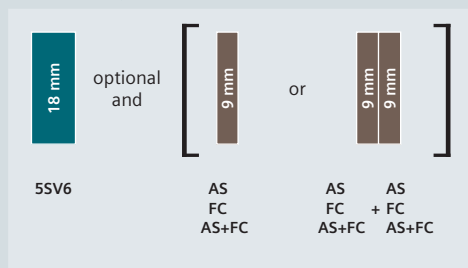 18 mm
optional
and
9 mm
or
9 mm
9 mm
5SV6
AS
FC
AS+FC
AS AS
FC + FC
AS+FC AS+FC